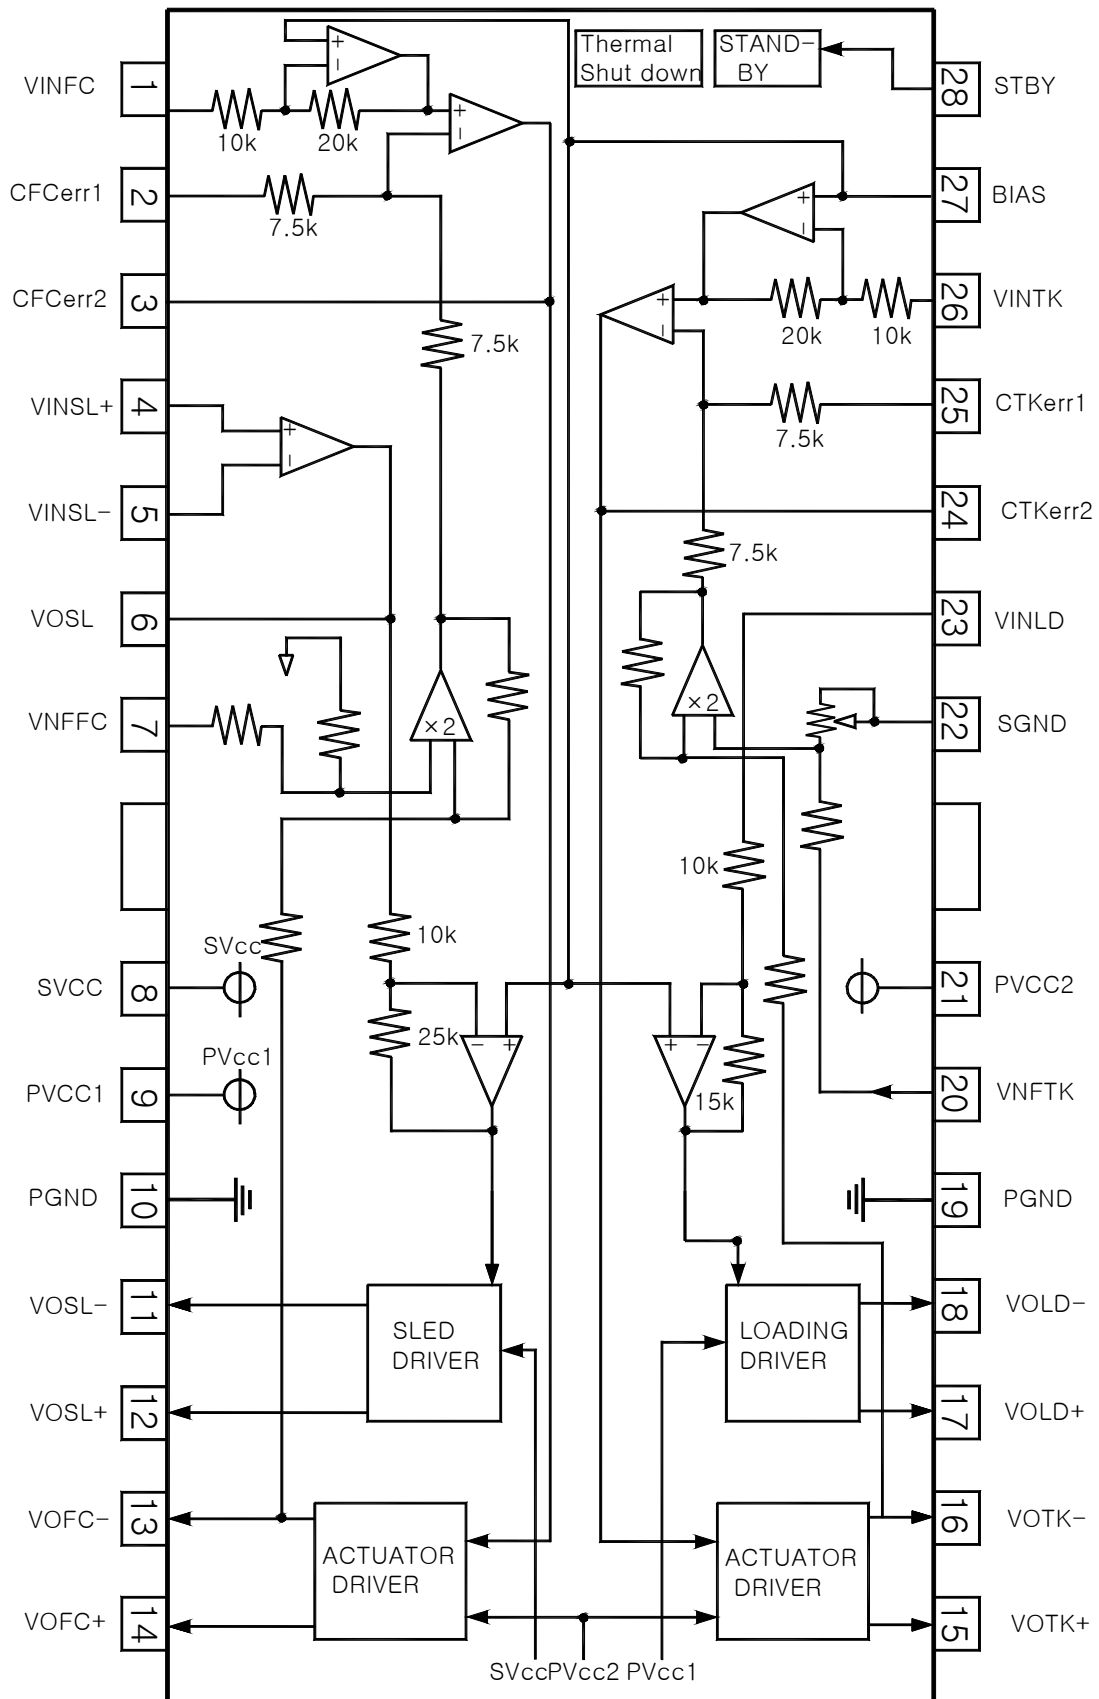 Thermal
Shut down
STAND-
BY
VINFC
1
+
-
10k
20k
+
-
28
STBY
CFCerr1
2
7.5k
+
-
27
BIAS
CFCerr2
3
7.5k
+
-
20k
10k
26
VINTK
VINSL+
4
+
-
7.5k
25
CTKerr1
VINSL-
5
7.5k
24
CTKerr2
VOSL
6
23
VINLD
VNFFC
7
×2
×2
22
SGND
10k
10k
SVcc
SVCC
8
21
PVCC2
25k
-
+
+
-
PVcc1
PVCC1
9
15k
20
VNFTK
PGND
10
19
PGND
VOSL-
11
SLED
DRIVER
LOADING
DRIVER
18
VOLD-
VOSL+
12
17
VOLD+
VOFC-
13
ACTUATOR
DRIVER
ACTUATOR
DRIVER
16
VOTK-
VOFC+
14
15
VOTK+
SVcc
PVcc2
PVcc1